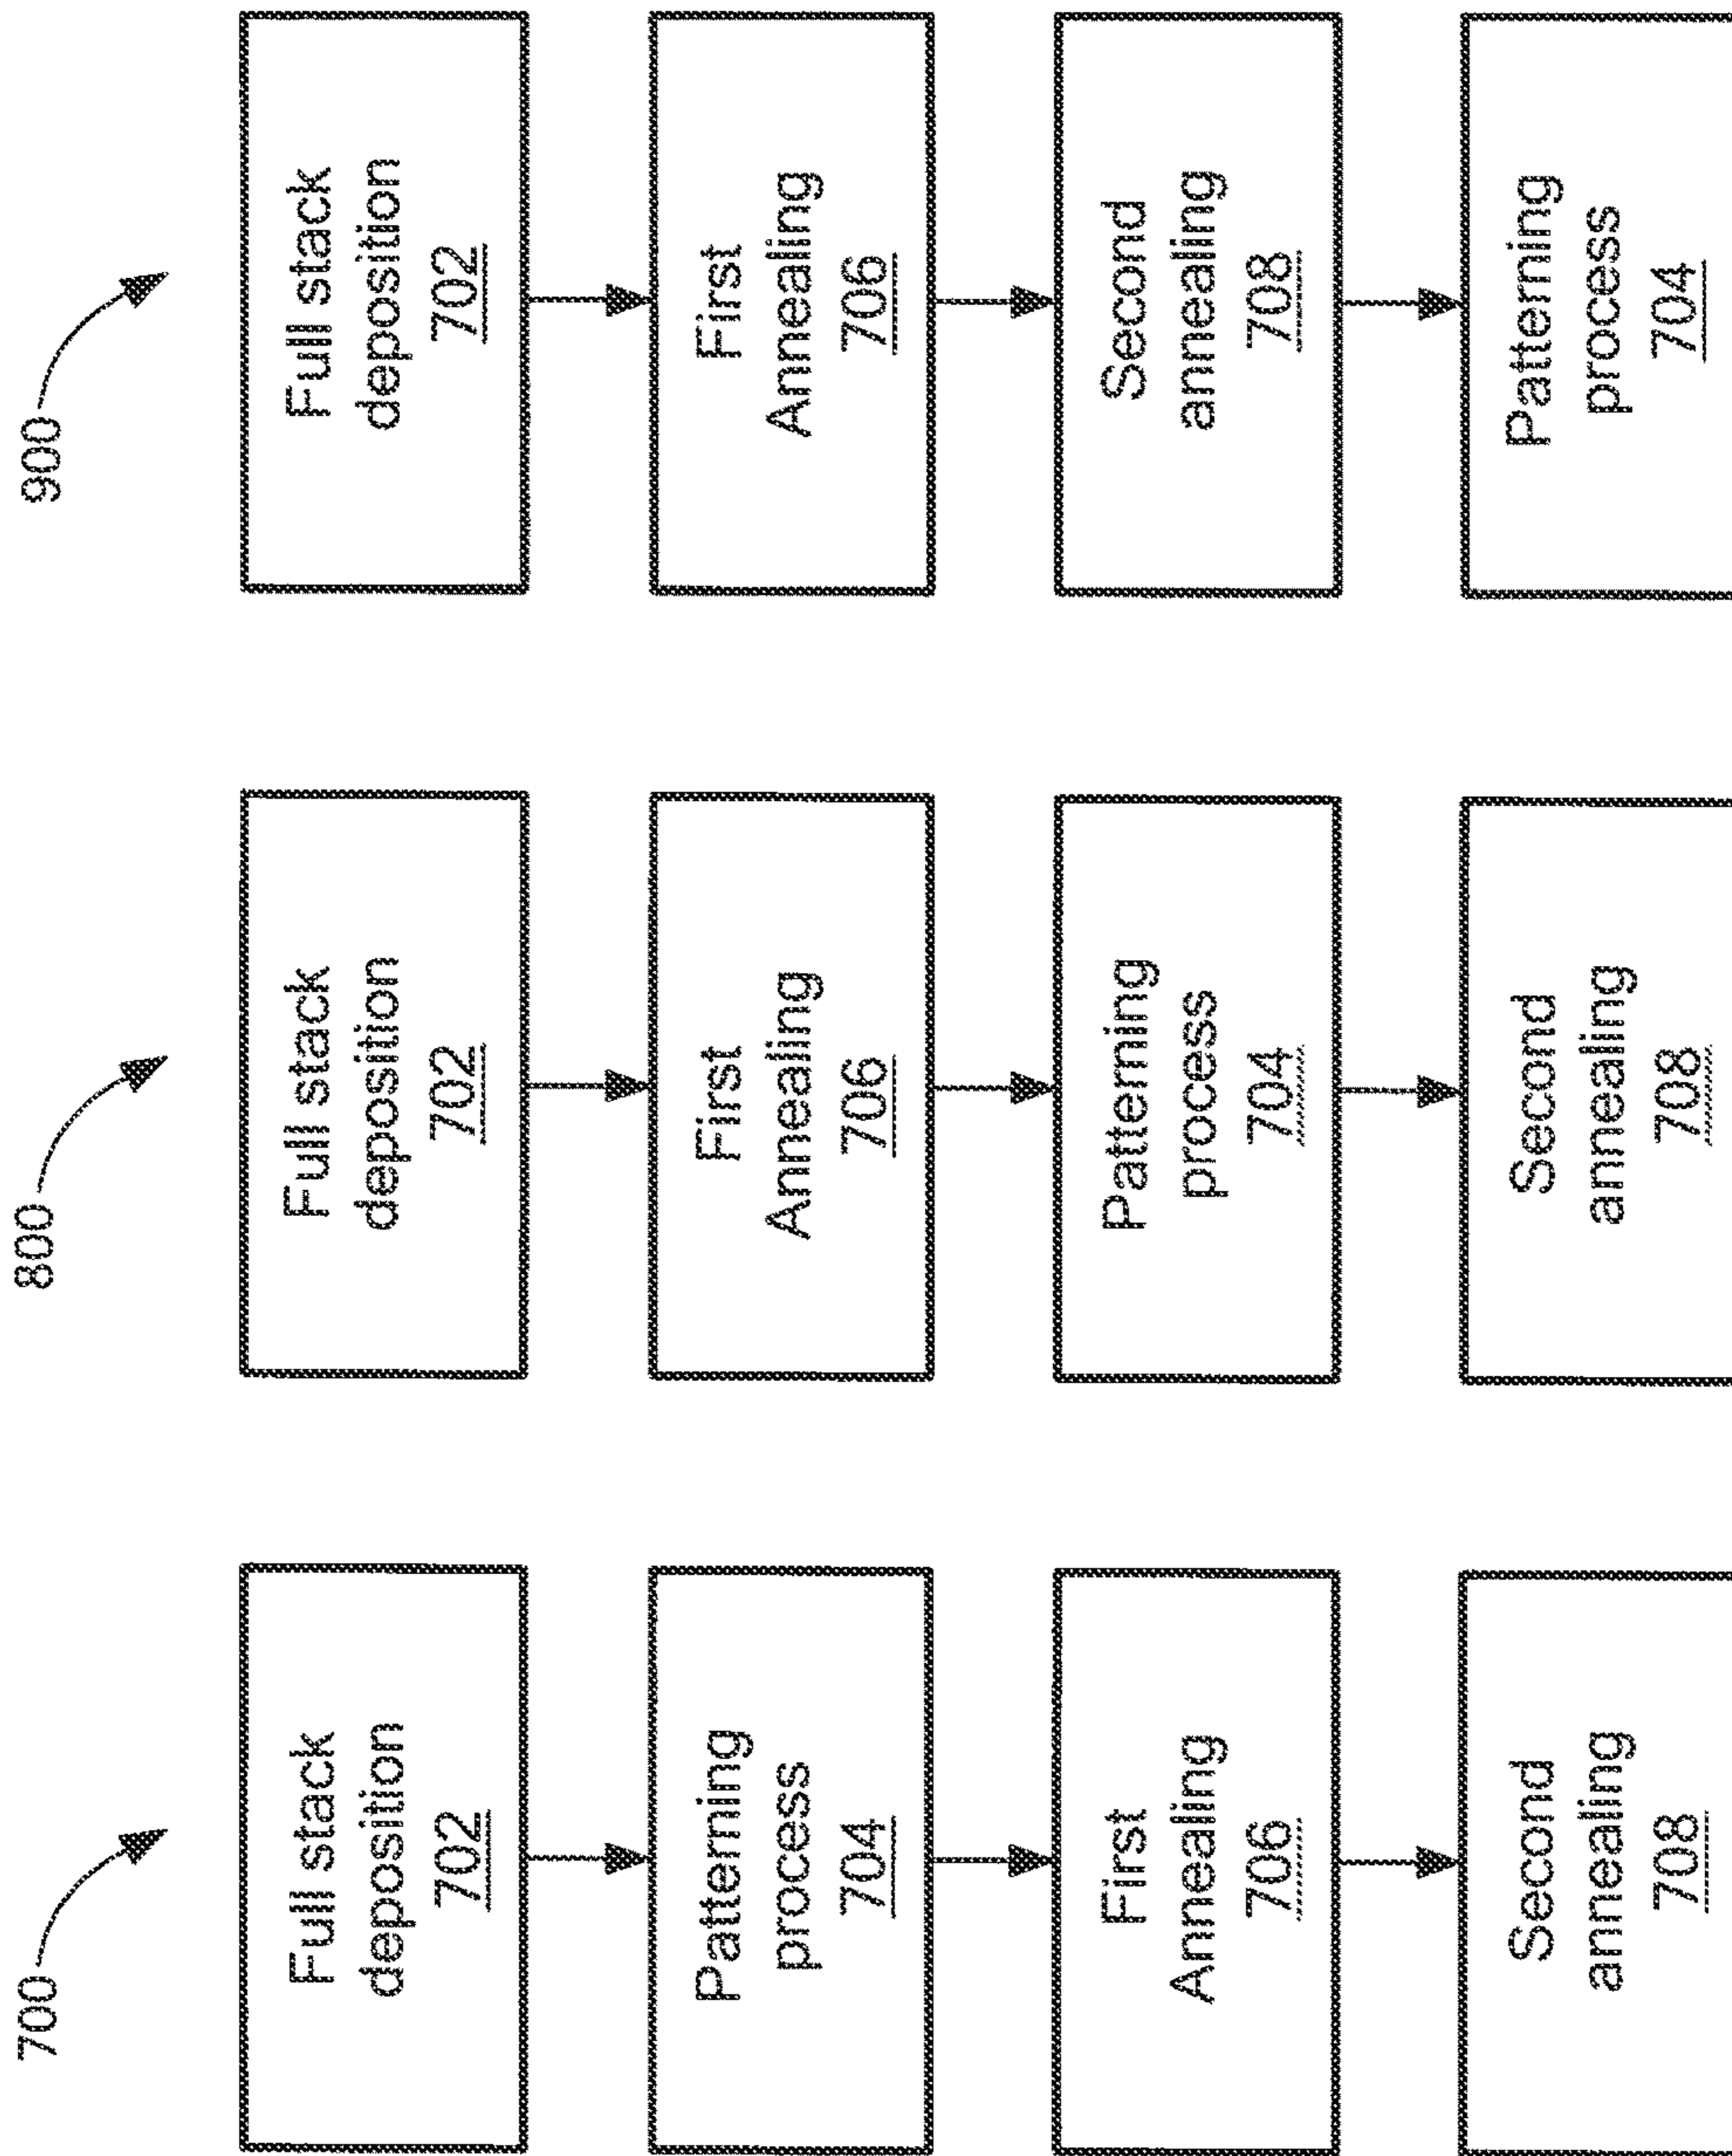 700
Full stack
deposition
702
Patterning
process
704
First
Annealing
706
Second
annealing
708
800
Full stack
deposition
702
First
Annealing
706
Patterning
process
704
Second
annealing
708
900
Full stack
deposition
702
First
Annealing
706
Second
annealing
708
Patterning
process
704